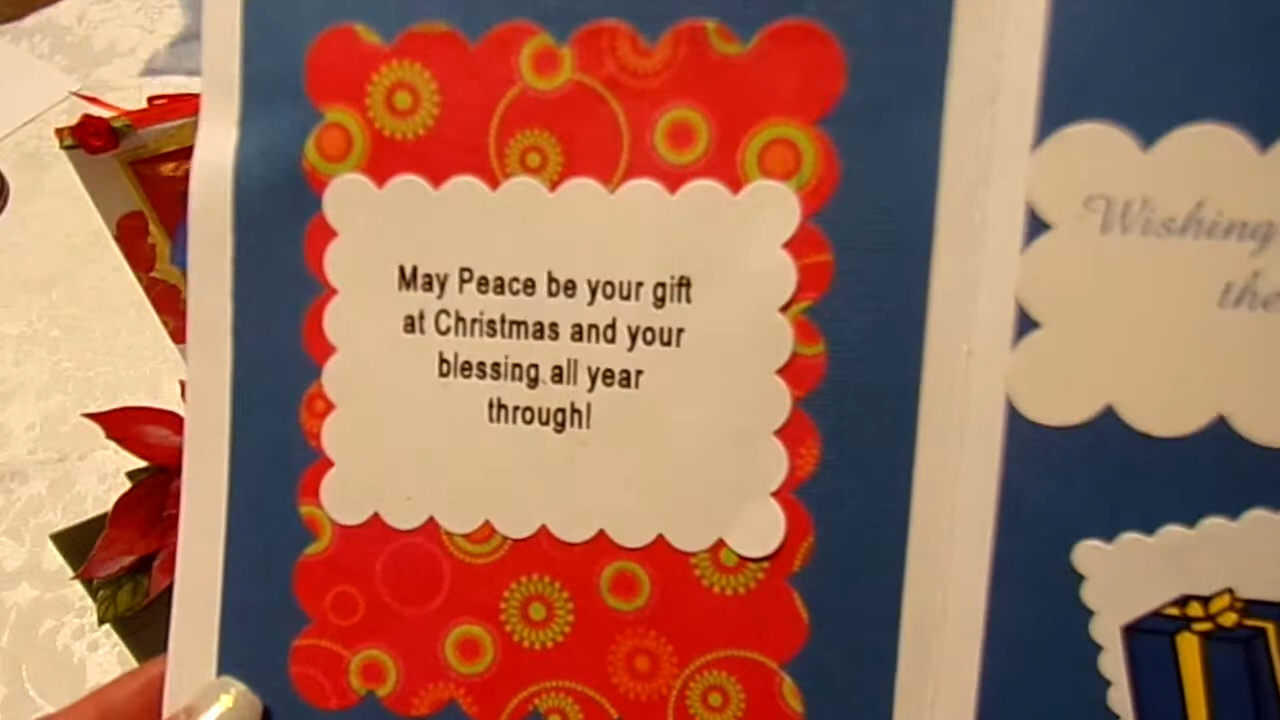 May Peace be your gift
at Christmas and your
blessing all year
through!
Wishing
the